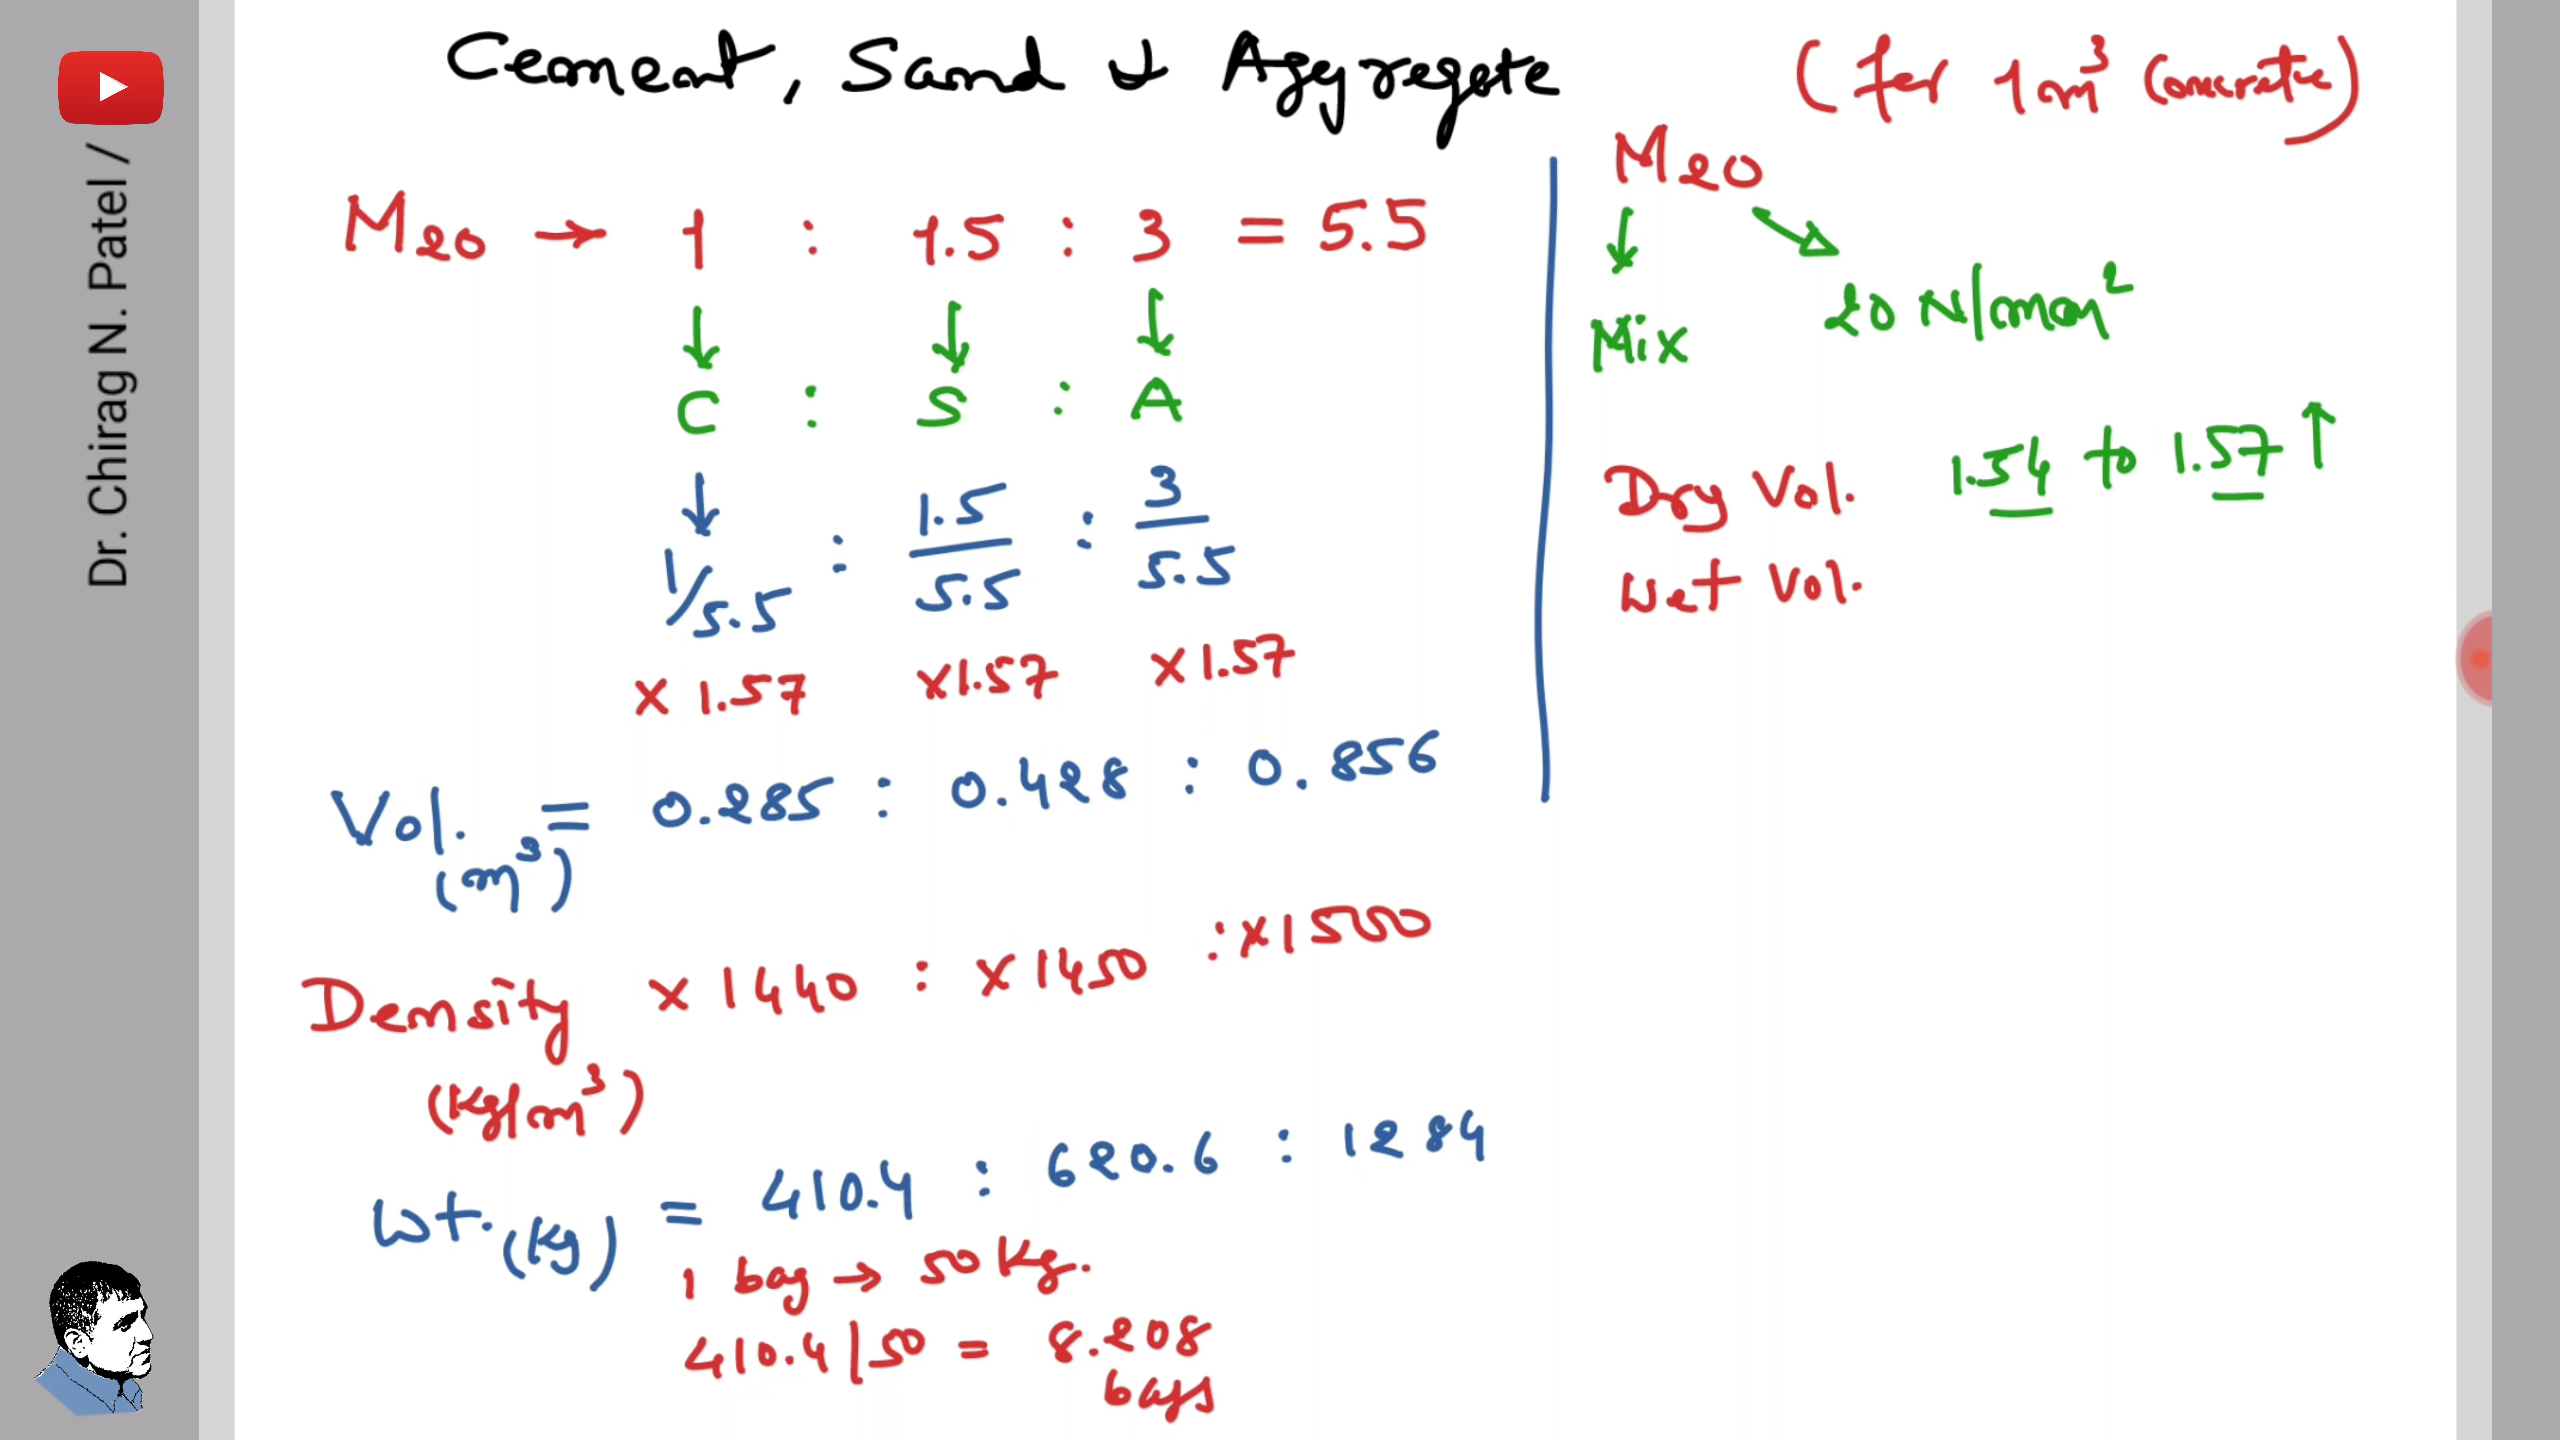 Dr. Chirag N. Patel /
Cement, Sand & Aggregate
(for 1m³ Concrete)
M20 → 1 : 1.5 : 3 = 5.5
C : S : A
1/5.5 : 1.5/5.5 : 3/5.5
x 1.57 x1.57 x1.57
Vol. = 0.285 : 0.428 : 0.856
(m³)
Density x 1440 : x 1450 : x1500
(Kg/m³)
Wt. (Kg) = 410.4 : 620.6 : 1284
1 bag → 50 Kg.
410.4/50 = 8.208
bags
M20
Mix
20 N/mm²
Dry Vol. 1.54 to 1.57 ↑
Wet Vol.